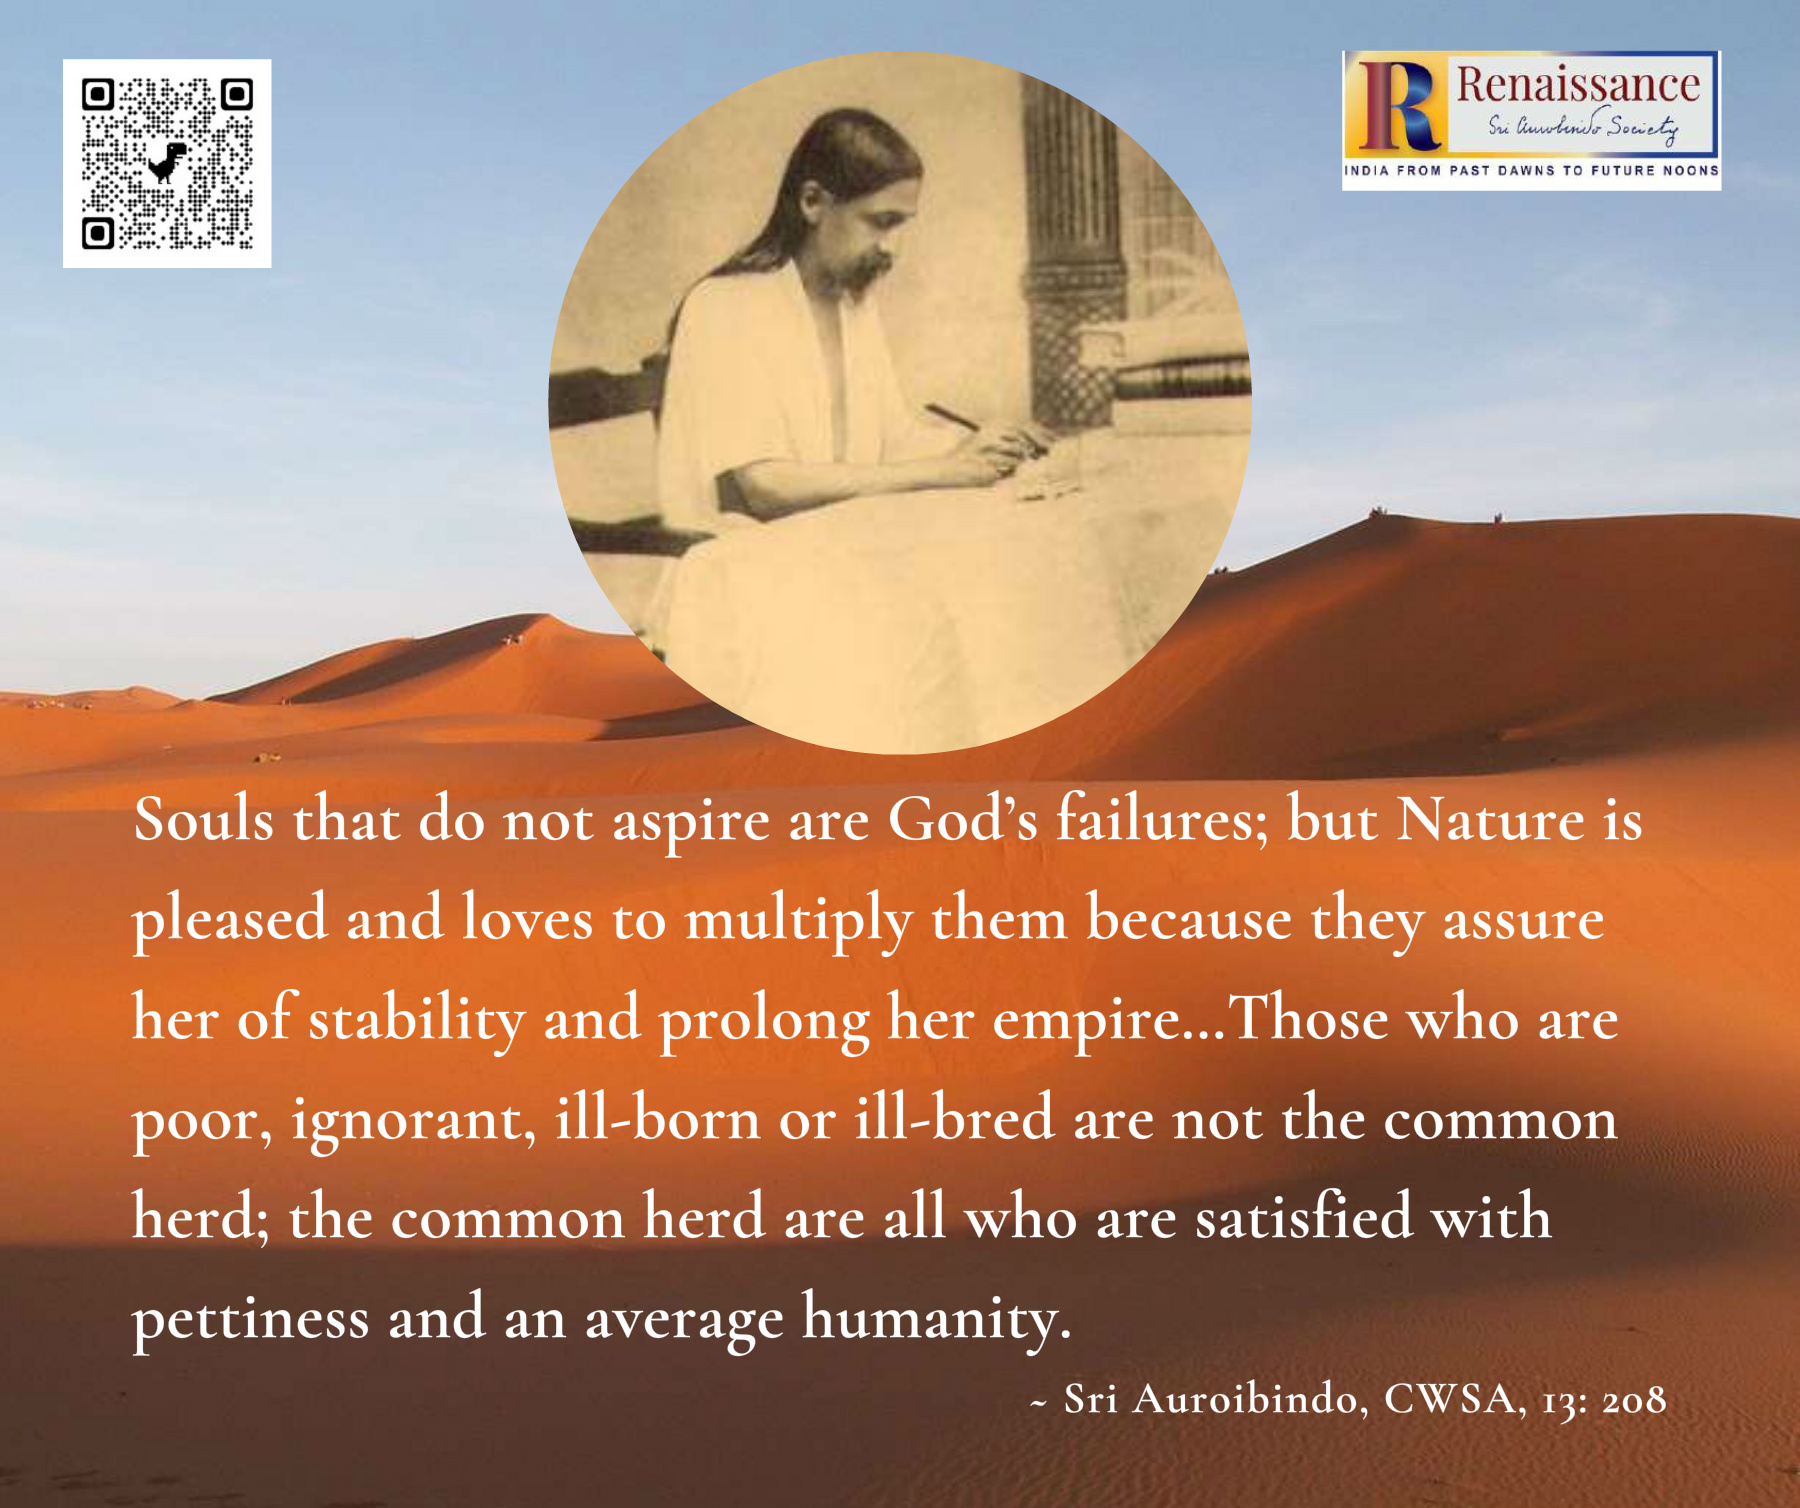 R Renaissance
Sri Aurobindo Society
INDIA FROM PAST DAWNS TO FUTURE NOONS
Souls that do not aspire are God’s failures; but Nature is
pleased and loves to multiply them because they assure
her of stability and prolong her empire...Those who are
poor, ignorant, ill-born or ill-bred are not the common
herd; the common herd are all who are satisfied with
pettiness and an average humanity.
~ Sri Auroibindo, CWSA, 13: 208